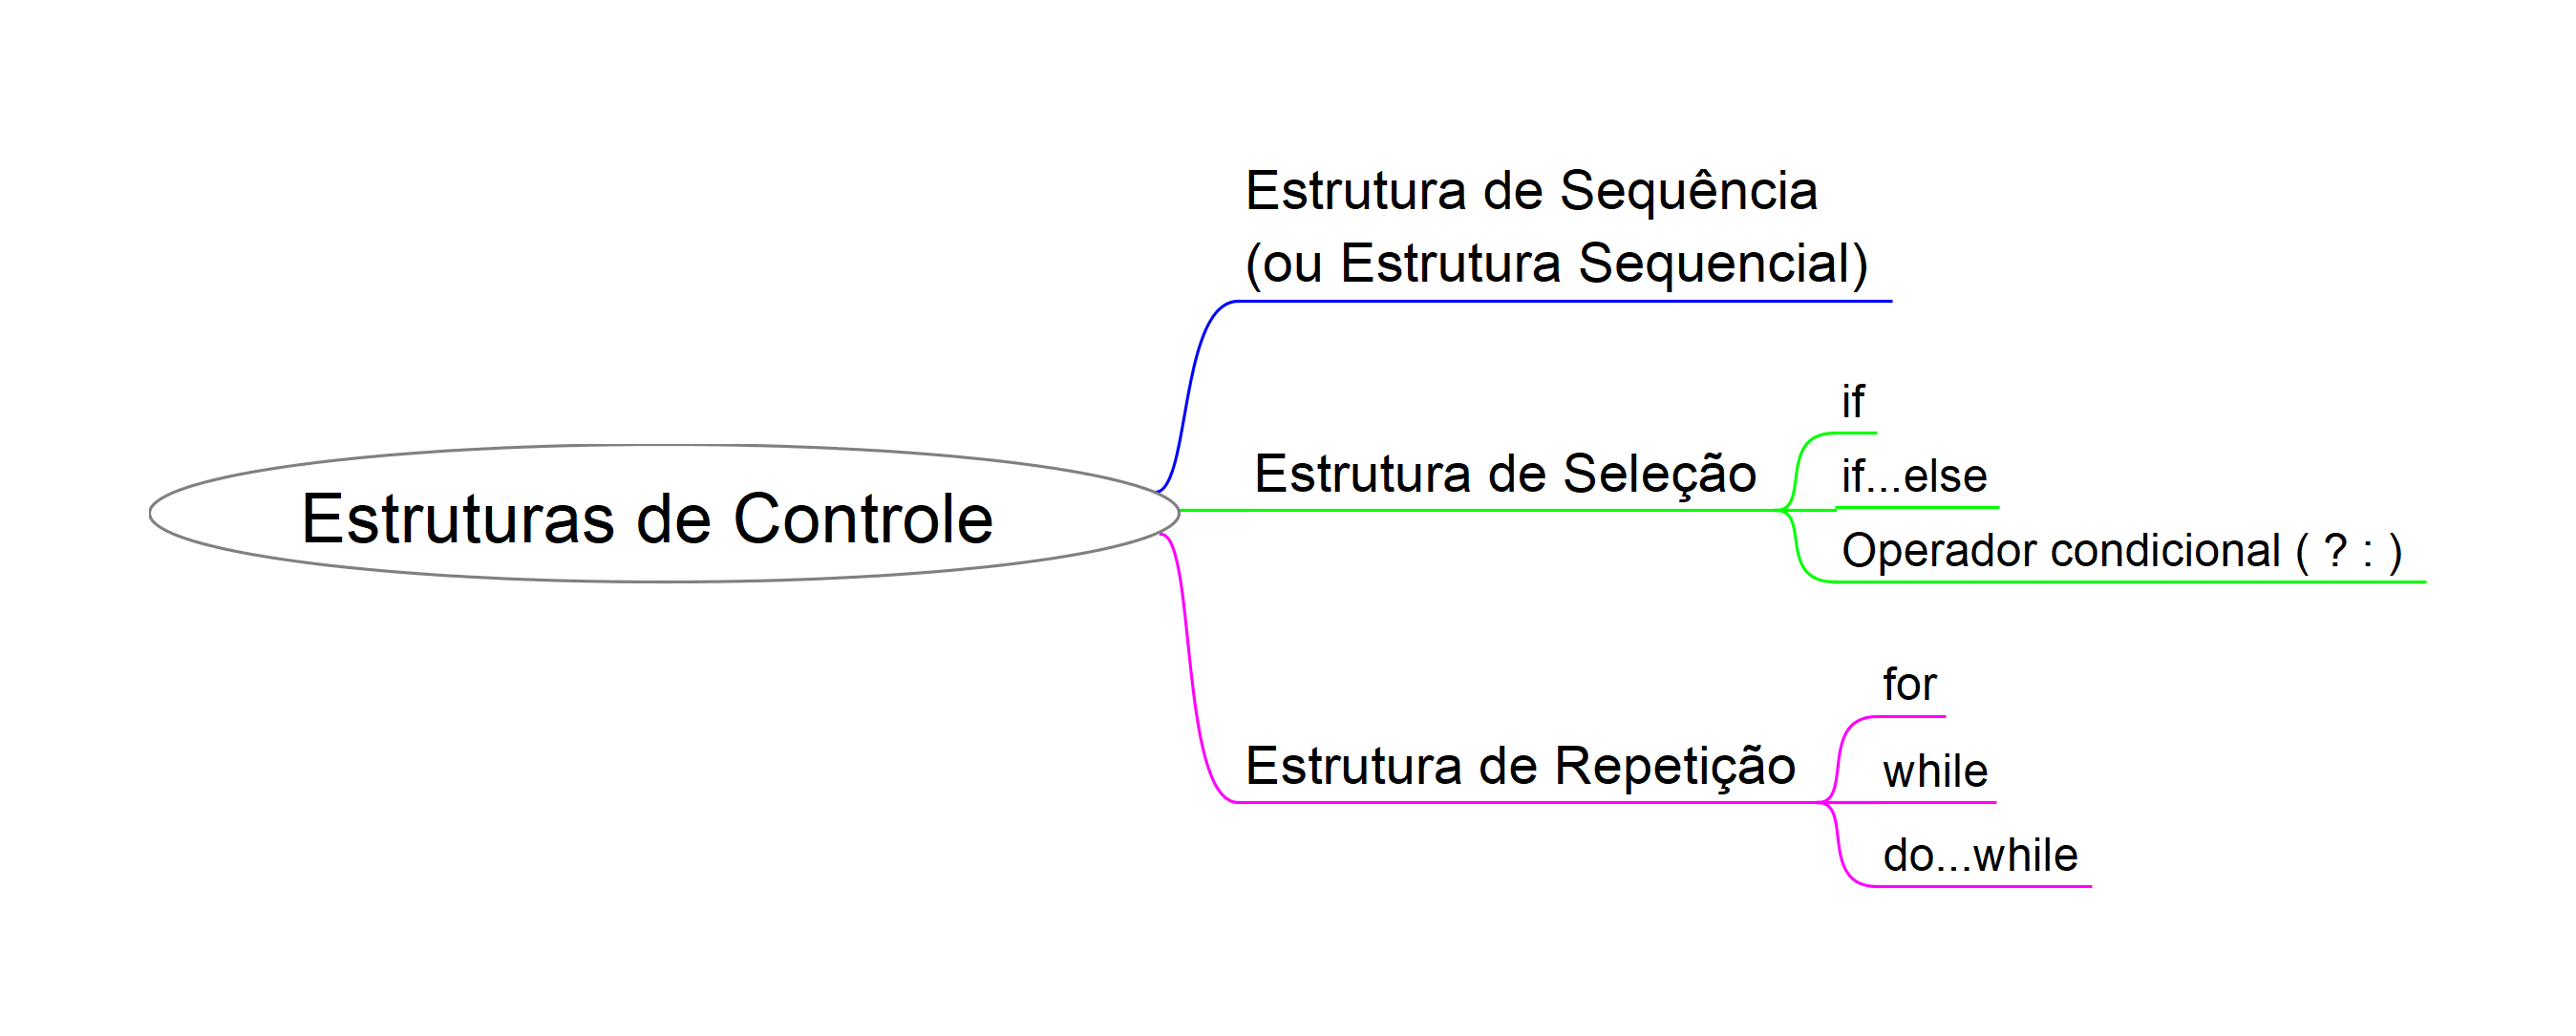 Estruturas de Controle
Estrutura de Sequência
(ou Estrutura Sequencial)
Estrutura de Seleção
if
if...else
Operador condicional ( ? : )
Estrutura de Repetição
for
while
do...while